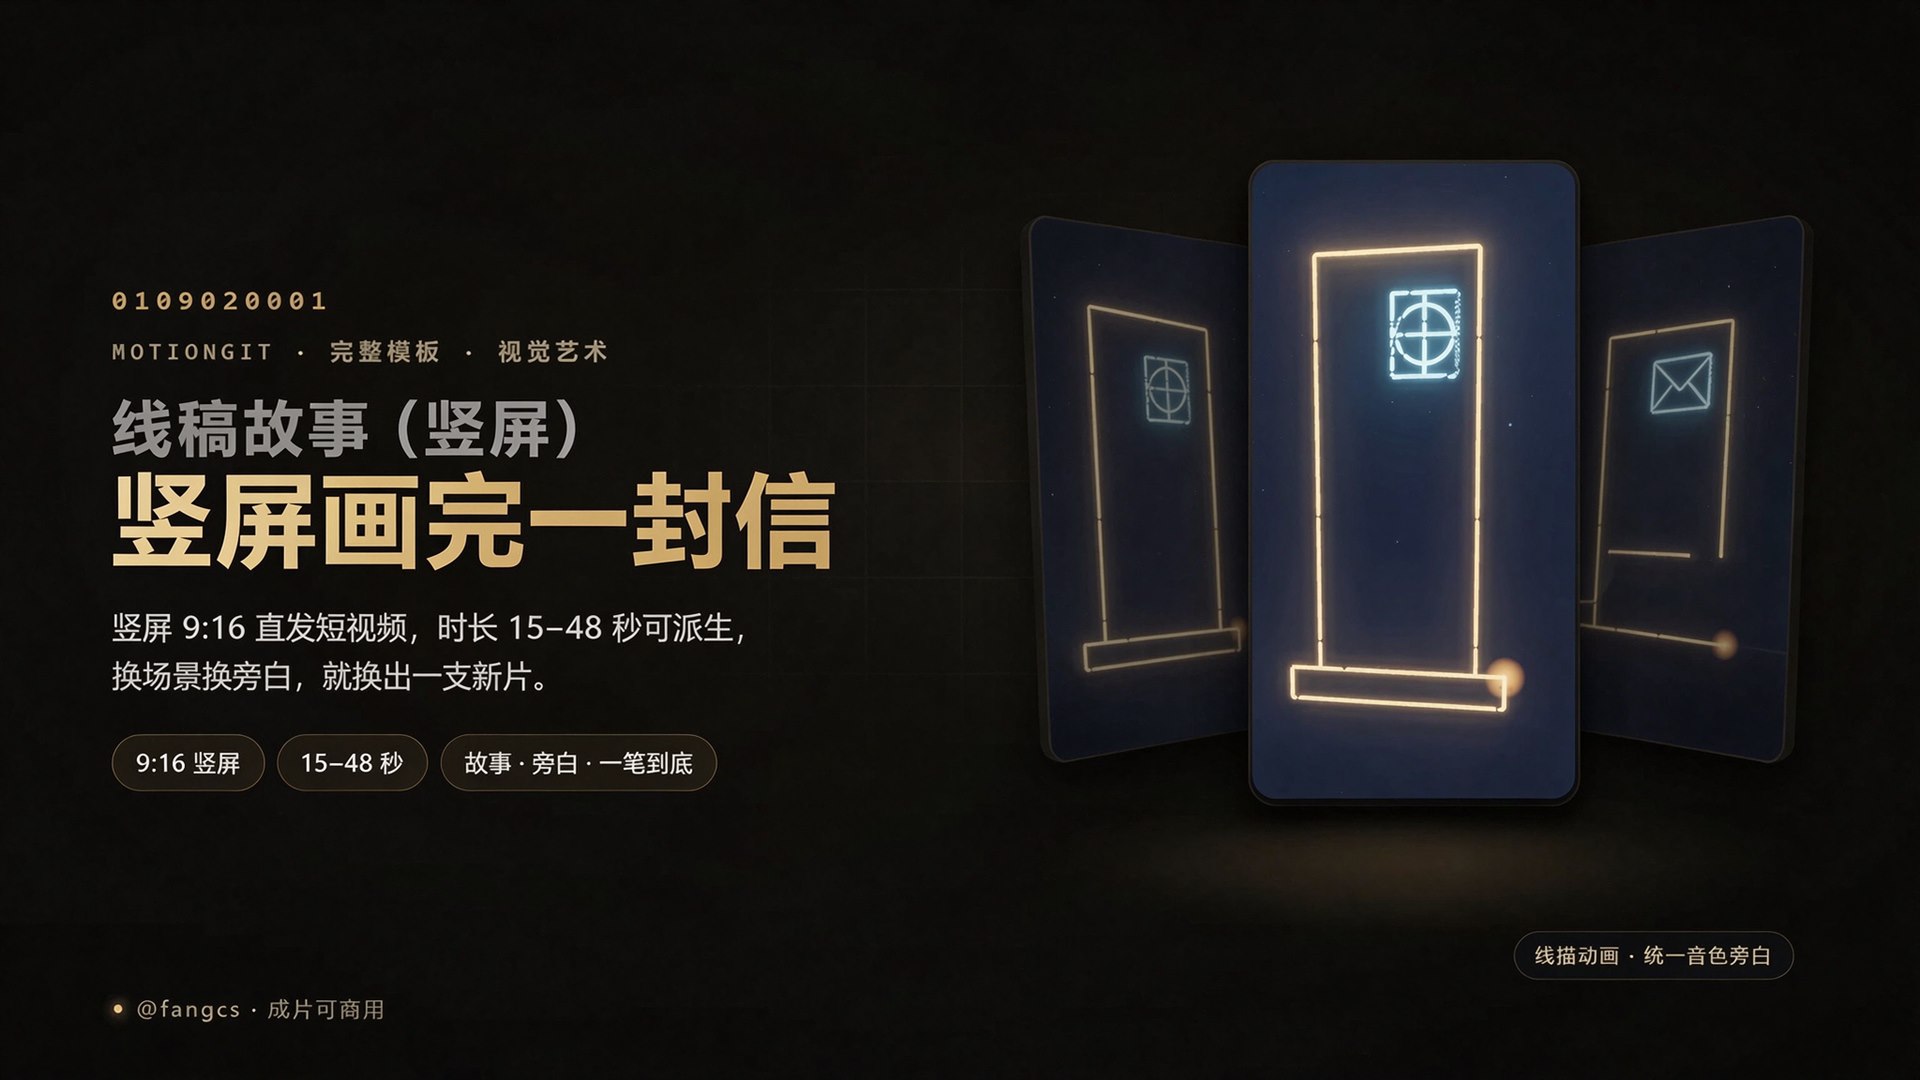 0109020001
MOTIONGIT · 完整模板 · 视觉艺术
线稿故事（竖屏）
竖屏画完一封信
竖屏 9:16 直发短视频，时长 15–48 秒可派生，
换场景换旁白，就换出一支新片。
9:16 竖屏
15–48 秒
故事 · 旁白 · 一笔到底
线描动画 · 统一音色旁白
@fangcs · 成片可商用